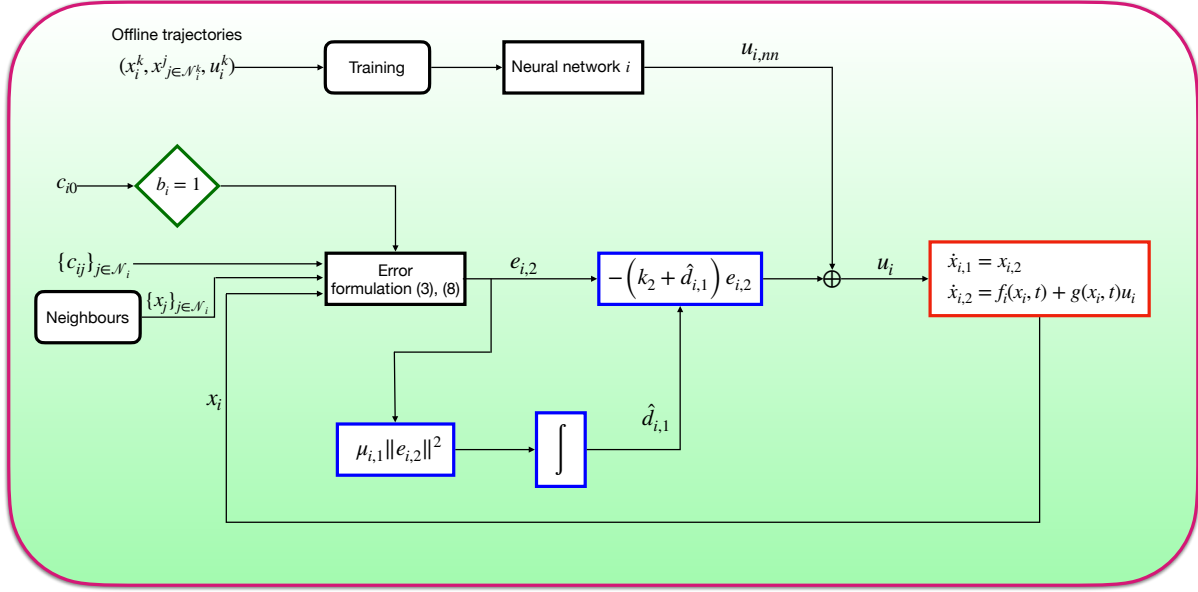 Offline trajectories
(x_i^k, x^j_{j∈𝒩_i^k}, u_i^k)
Training
Neural network i
u_{i,nn}
c_{i0}
b_i = 1
{c_{ij}}_{j∈𝒩_i}
Error
formulation (3), (8)
e_{i,2}
−(k_2 + d̂_{i,1}) e_{i,2}
u_i
ẋ_{i,1} = x_{i,2}
ẋ_{i,2} = f_i(x_i, t) + g(x_i, t)u_i
Neighbours
{x_j}_{j∈𝒩_i}
x_i
μ_{i,1}‖e_{i,2}‖^2
∫
d̂_{i,1}